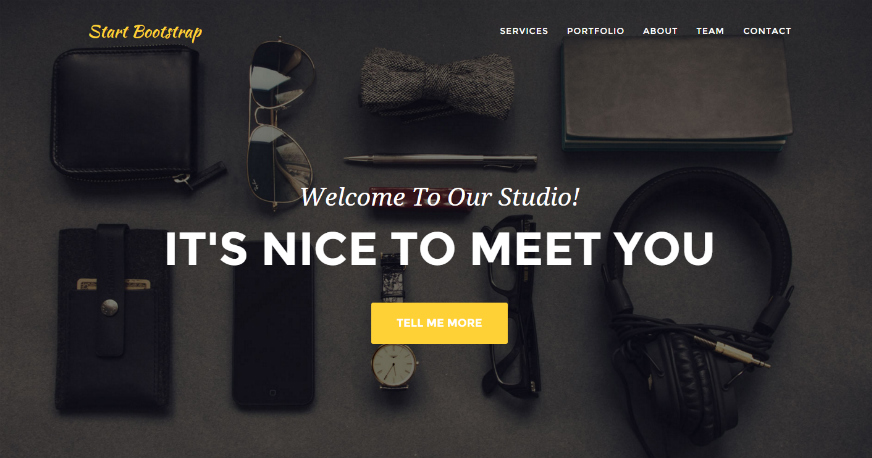 Start Bootstrap
SERVICES PORTFOLIO ABOUT TEAM CONTACT
Welcome To Our Studio!
IT'S NICE TO MEET YOU
TELL ME MORE